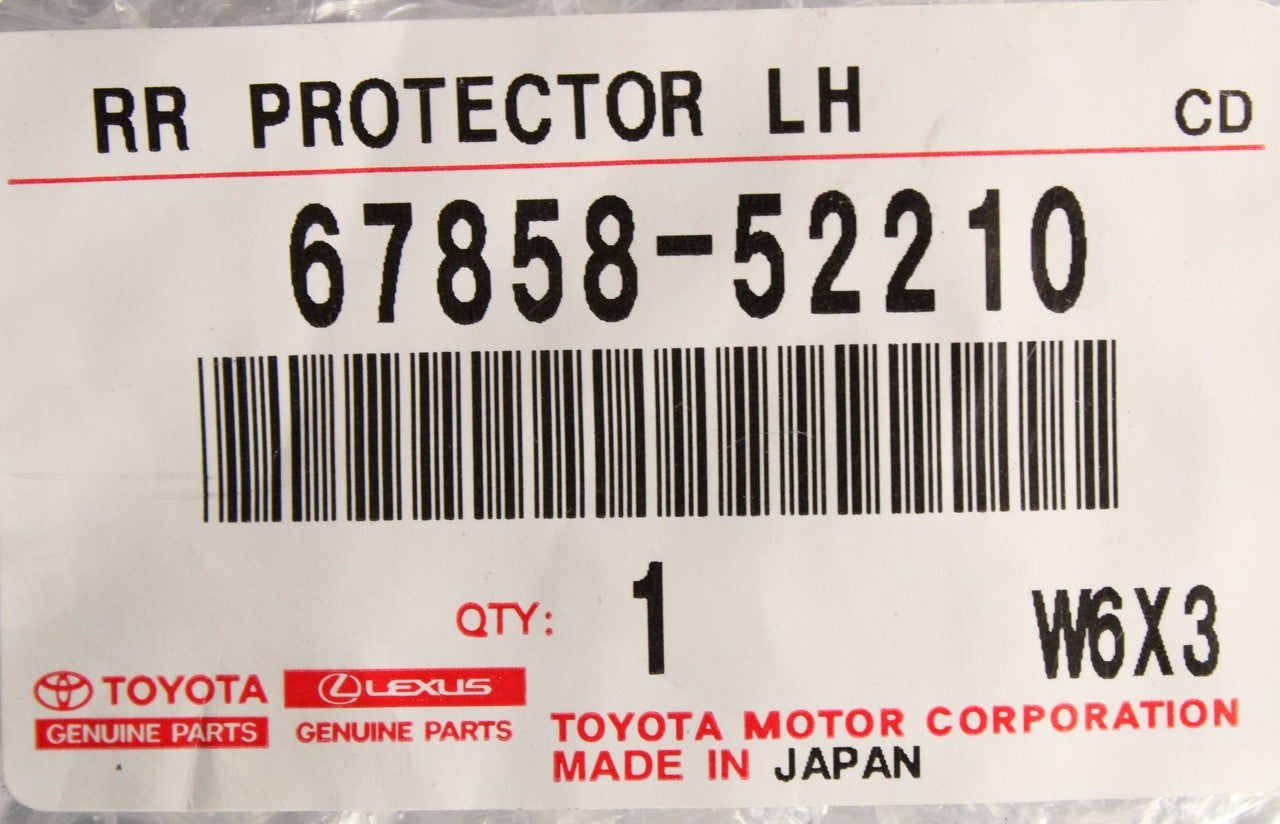 RR PROTECTOR LH CD
67858-52210
QTY: 1 W6X3
TOYOTA LEXUS
GENUINE PARTS GENUINE PARTS
TOYOTA MOTOR CORPORATION
MADE IN JAPAN